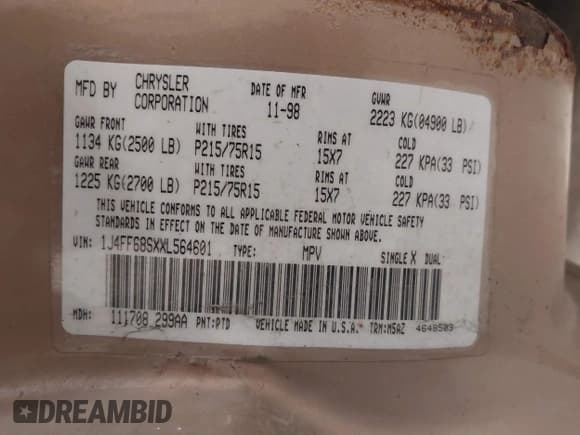 MFD BY CHRYSLER CORPORATION DATE OF MFR 11-98 GVWR 2223 KG(04900 LB)
GAWR FRONT WITH TIRES RIMS AT COLD
1134 KG(2500 LB) P215/75R15 15X7 227 KPA(33 PSI)
GAWR REAR WITH TIRES RIMS AT COLD
1225 KG(2700 LB) P215/75R15 15X7 227 KPA(33 PSI)
THIS VEHICLE CONFORMS TO ALL APPLICABLE FEDERAL MOTOR VEHICLE SAFETY
STANDARDS IN EFFECT ON THE DATE OF MANUFACTURE SHOWN ABOVE.
VIN: 1J4FF68SXXL564601 TYPE: MPV SINGLE X DUAL
MDH: 111708 299AA PNT:PTD VEHICLE MADE IN U.S.A. TRM:M5AZ 4648503
DREAMBID